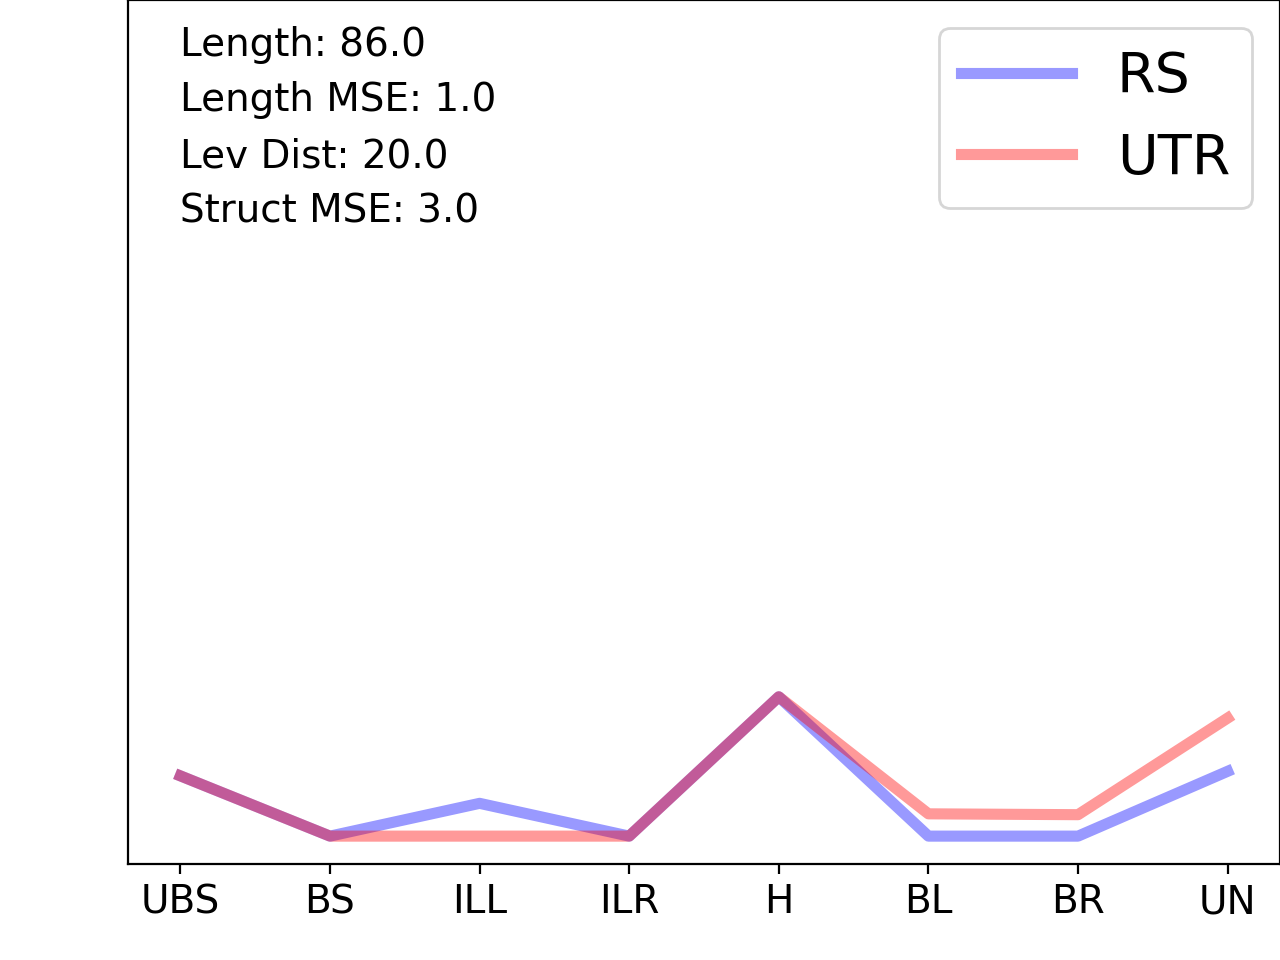 Length: 86.0
Length MSE: 1.0
Lev Dist: 20.0
Struct MSE: 3.0
RS
UTR
UBS BS ILL ILR H BL BR UN